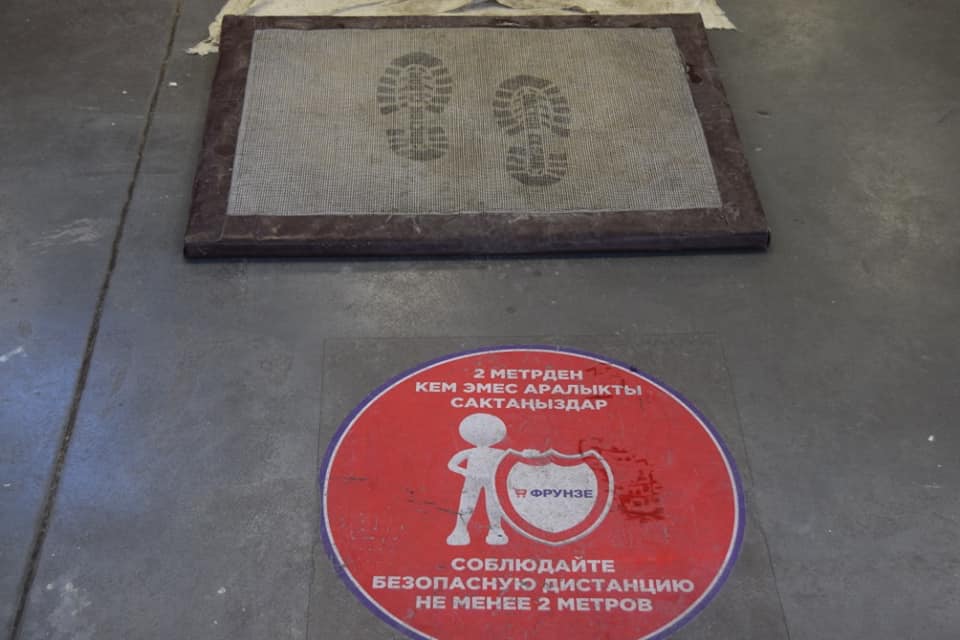 2 МЕТРДЕН
КЕМ ЭМЕС АРАЛЫКТЫ
САКТАҢЫЗДАР
ФРУНЗЕ
СОБЛЮДАЙТЕ
БЕЗОПАСНУЮ ДИСТАНЦИЮ
НЕ МЕНЕЕ 2 МЕТРОВ